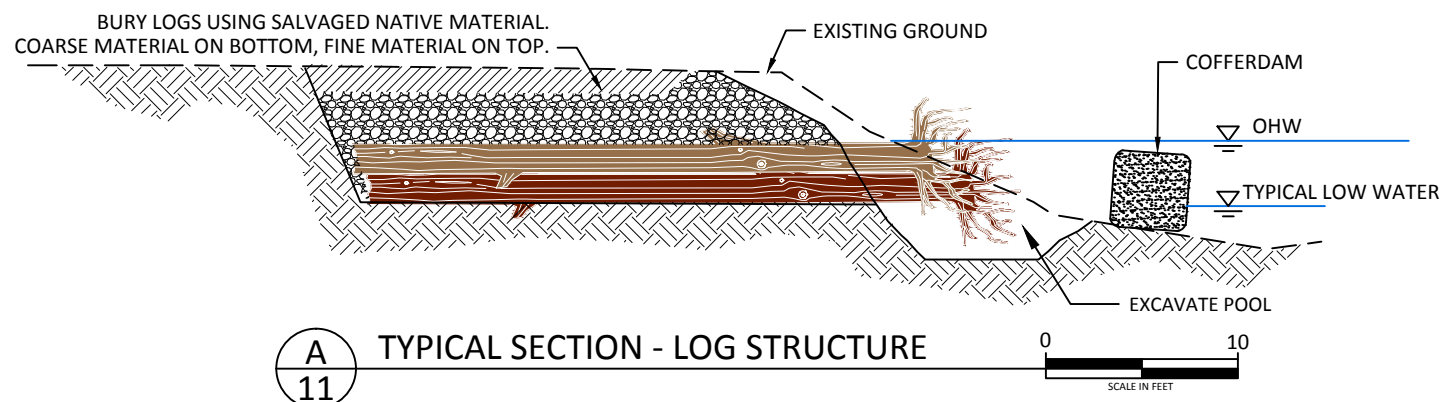 BURY LOGS USING SALVAGED NATIVE MATERIAL.
COARSE MATERIAL ON BOTTOM, FINE MATERIAL ON TOP.
EXISTING GROUND
COFFERDAM
OHW
TYPICAL LOW WATER
EXCAVATE POOL
A
11
TYPICAL SECTION - LOG STRUCTURE
0 10
SCALE IN FEET